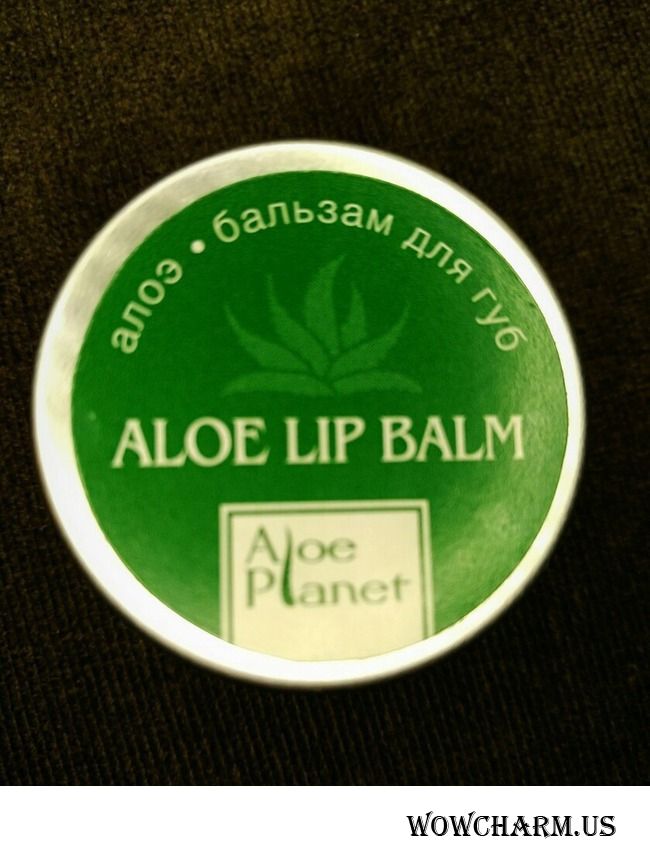 алоэ • бальзам для губ
ALOE LIP BALM
Aloe
Planet
WOWCHARM.US